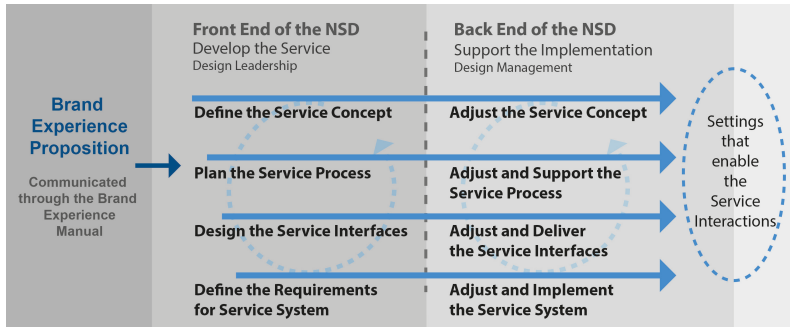 Brand
Experience
Proposition
Communicated
through the Brand
Experience
Manual
Front End of the NSD
Develop the Service
Design Leadership
Back End of the NSD
Support the Implementation
Design Management
Define the Service Concept
Adjust the Service Concept
Plan the Service Process
Adjust and Support the
Service Process
Design the Service Interfaces
Adjust and Deliver
the Service Interfaces
Define the Requirements
for Service System
Adjust and Implement
the Service System
Settings
that
enable
the
Service
Interactions